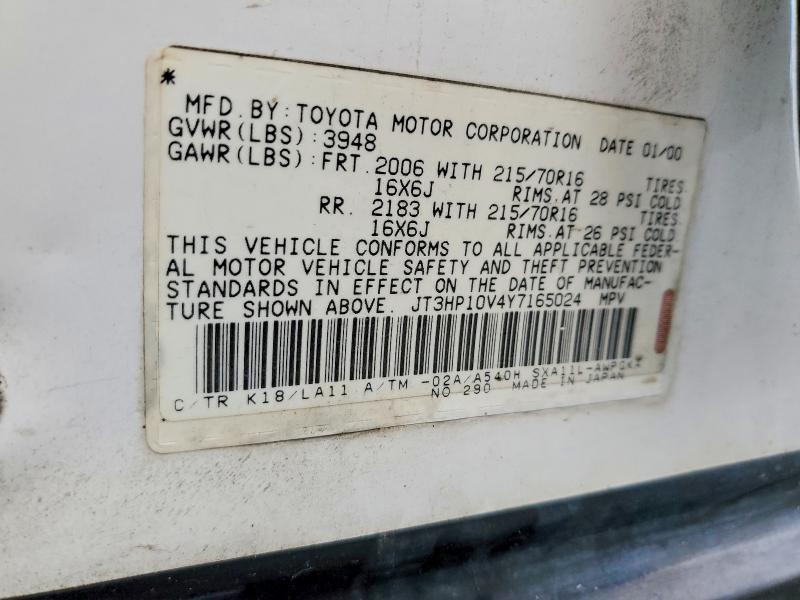 *
MFD. BY: TOYOTA MOTOR CORPORATION DATE 01/00
GVWR(LBS):3948
GAWR(LBS):FRT. 2006 WITH 215/70R16 TIRES
16X6J RIMS.AT 28 PSI COLD
RR. 2183 WITH 215/70R16 TIRES
16X6J RIMS.AT 26 PSI COLD
THIS VEHICLE CONFORMS TO ALL APPLICABLE FEDER-
AL MOTOR VEHICLE SAFETY AND THEFT PREVENTION
STANDARDS IN EFFECT ON THE DATE OF MANUFAC-
TURE SHOWN ABOVE. JT3HP10V4Y7165024 MPV
C/TR K18/LA11 A/TM -02A/A540H SXA11L-AWPGKA
NO 290 MADE IN JAPAN